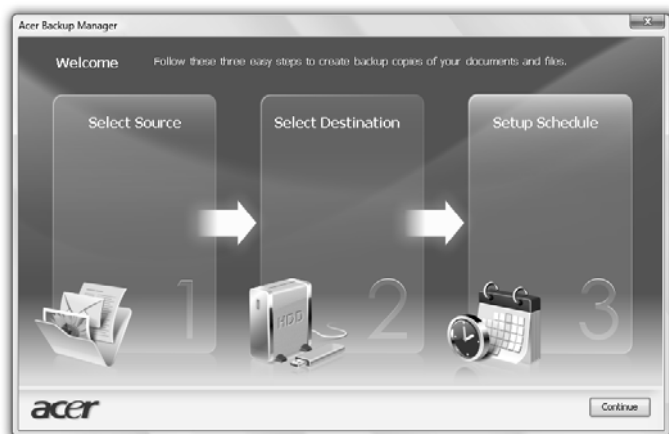 Acer Backup Manager
X
Welcome Follow these three easy steps to create backup copies of your documents and files.
Select Source Select Destination Setup Schedule
HDD
1 2 3
acer Continue